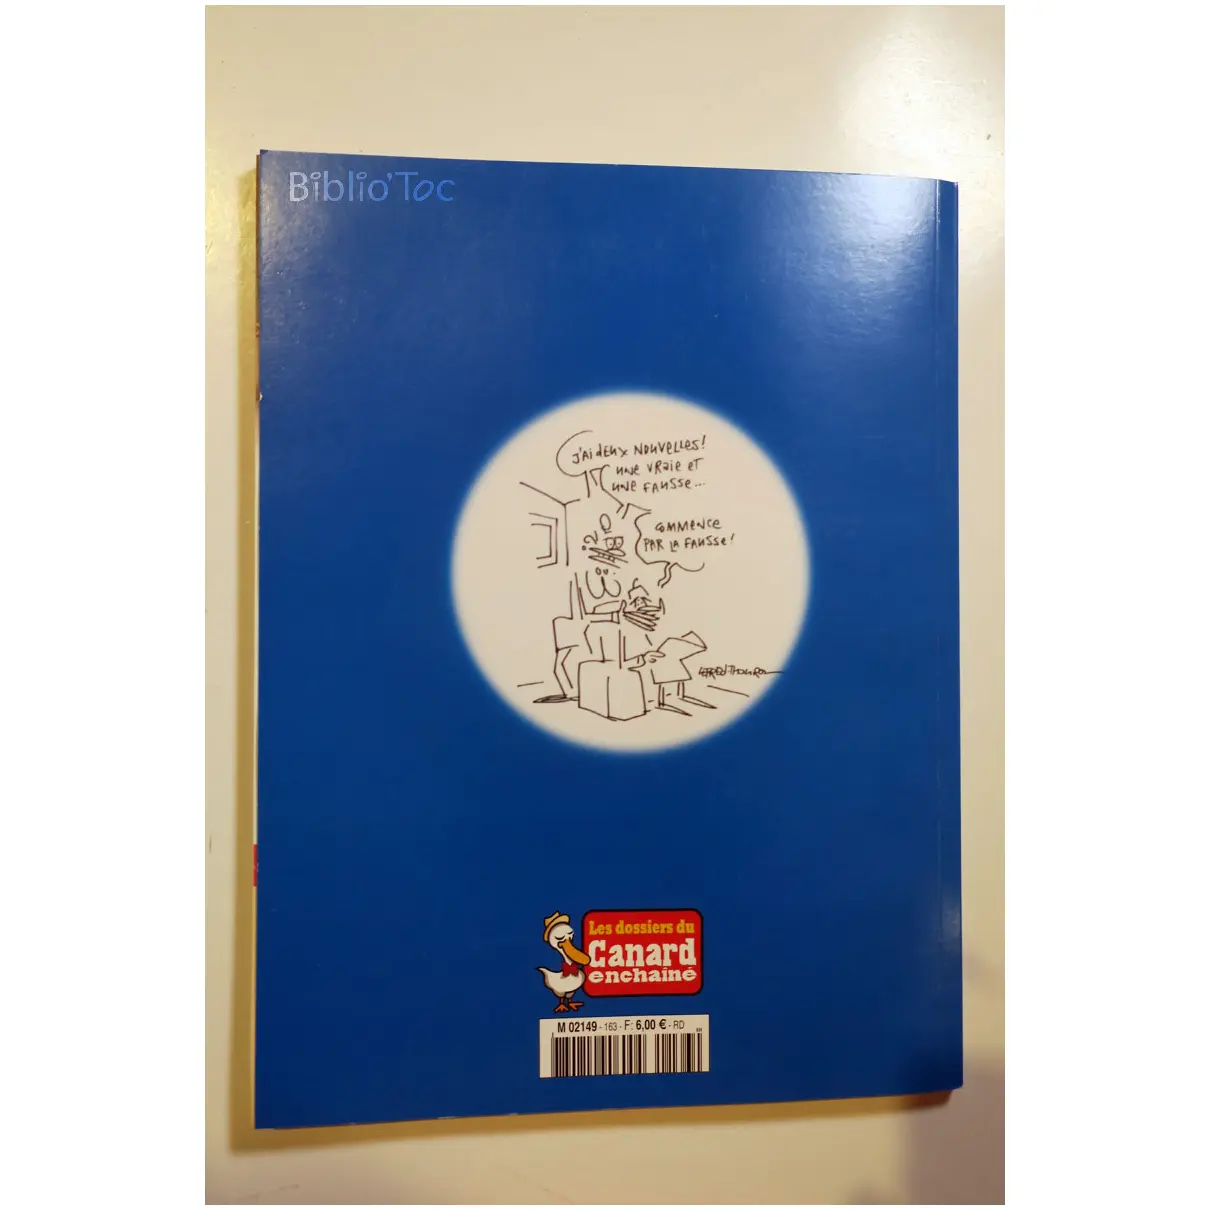 Biblio'Toc
J'AI DEUX NOUVELLES!
UNE VRAIE ET
UNE FAUSSE...
COMMENCE
PAR LA FAUSSE!
Les dossiers du
Canard
enchaîné
M 02149 - 163 - F: 6,00 € - RD